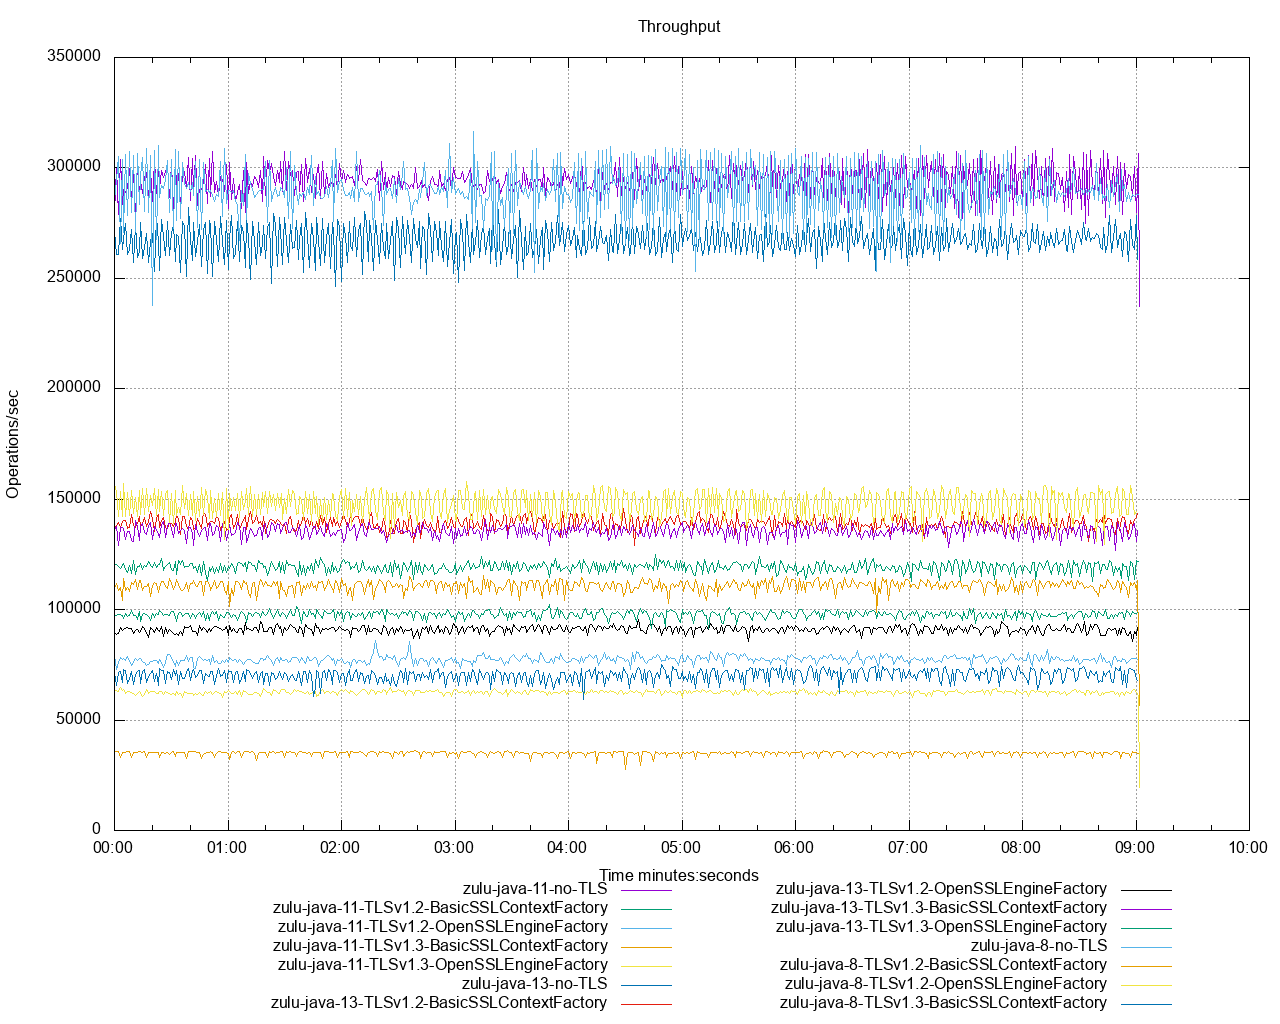 Throughput
350000
300000
250000
200000
150000
100000
50000
0
Operations/sec
00:00 01:00 02:00 03:00 04:00 05:00 06:00 07:00 08:00 09:00 10:00
Time minutes:seconds
zulu-java-11-no-TLS
zulu-java-11-TLSv1.2-BasicSSLContextFactory
zulu-java-11-TLSv1.2-OpenSSLEngineFactory
zulu-java-11-TLSv1.3-BasicSSLContextFactory
zulu-java-11-TLSv1.3-OpenSSLEngineFactory
zulu-java-13-no-TLS
zulu-java-13-TLSv1.2-BasicSSLContextFactory
zulu-java-13-TLSv1.2-OpenSSLEngineFactory
zulu-java-13-TLSv1.3-BasicSSLContextFactory
zulu-java-13-TLSv1.3-OpenSSLEngineFactory
zulu-java-8-no-TLS
zulu-java-8-TLSv1.2-BasicSSLContextFactory
zulu-java-8-TLSv1.2-OpenSSLEngineFactory
zulu-java-8-TLSv1.3-BasicSSLContextFactory